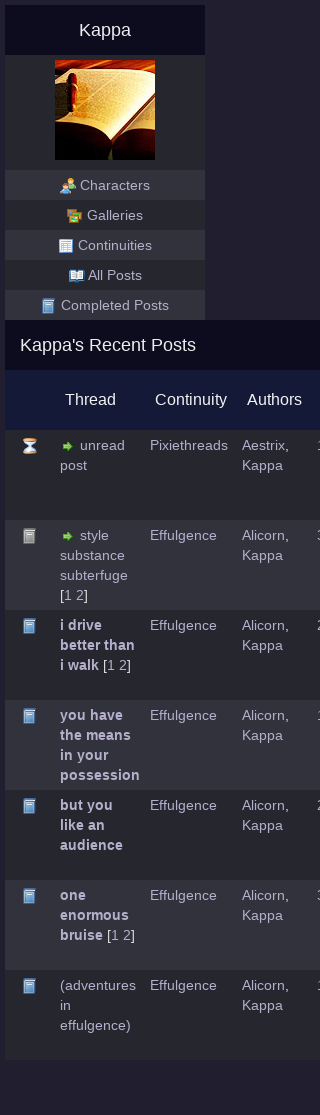 Kappa
Characters
Galleries
Continuities
All Posts
Completed Posts
Kappa's Recent Posts
Thread Continuity Authors
unread Pixiethreads Aestrix,
post Kappa
style Effulgence Alicorn,
substance Kappa
subterfuge
[1 2]
i drive Effulgence Alicorn,
better than Kappa
i walk [1 2]
you have Effulgence Alicorn,
the means Kappa
in your
possession
but you Effulgence Alicorn,
like an Kappa
audience
one Effulgence Alicorn,
enormous Kappa
bruise [1 2]
(adventures Effulgence Alicorn,
in Kappa
effulgence)